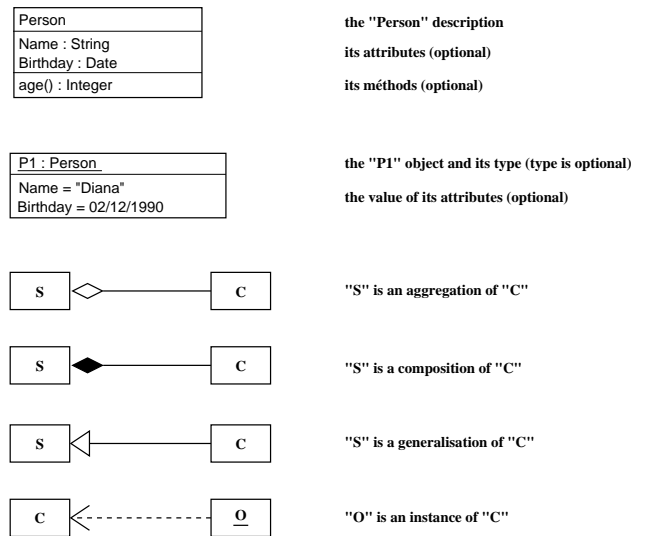 Person
the "Person" description
Name : String
its attributes (optional)
Birthday : Date
age() : Integer
its méthods (optional)
P1 : Person
the "P1" object and its type (type is optional)
Name = "Diana"
the value of its attributes (optional)
Birthday = 02/12/1990
S C "S" is an aggregation of "C"
S C "S" is a composition of "C"
S C "S" is a generalisation of "C"
C O "O" is an instance of "C"